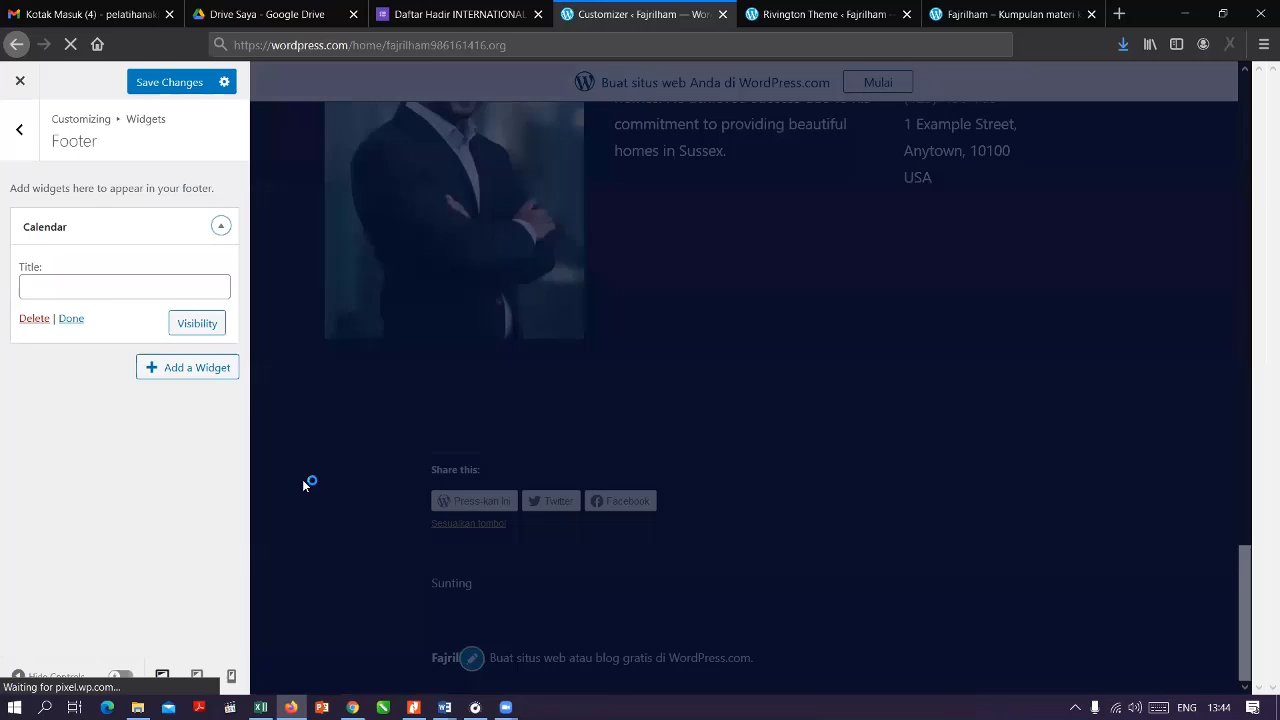 Kotak Masuk (4) - pelatihanak
Drive Saya - Google Drive
Daftar Hadir INTERNATIONAL
Customizer ‹ Fajrilham — Wor
Rivington Theme ‹ Fajrilham
Fajrilham – Kumpulan materi k
https://wordpress.com/home/fajrilham986161416.org
Save Changes
Buat situs web Anda di WordPress.com
Mulai
Customizing ▸ Widgets
Footer
Add widgets here to appear in your footer.
Calendar
Title:
Delete | Done
Visibility
Add a Widget
commitment to providing beautiful
homes in Sussex.
1 Example Street,
Anytown, 10100
USA
Share this:
Press-kan Ini
Twitter
Facebook
Sesuaikan tombol
Sunting
Fajril
Buat situs web atau blog gratis di WordPress.com.
Hide Controls
Waiting for pixel.wp.com...
ENG
13:44